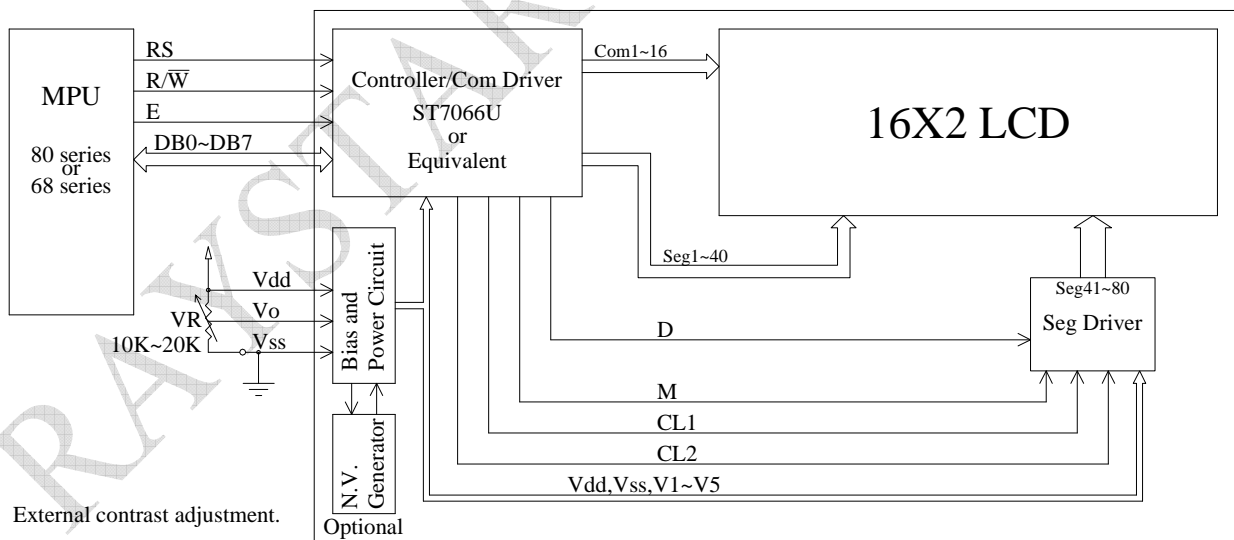 RAYSTAR
MPU
80 series
or
68 series
RS
R/W̅
E
DB0~DB7
Controller/Com Driver
ST7066U
or
Equivalent
Com1~16
16X2 LCD
Seg1~40
Seg41~80
Seg Driver
Vdd
Vo
Vss
VR
10K~20K
Bias and
Power Circuit
N.V.
Generator
Optional
D
M
CL1
CL2
Vdd,Vss,V1~V5
External contrast adjustment.